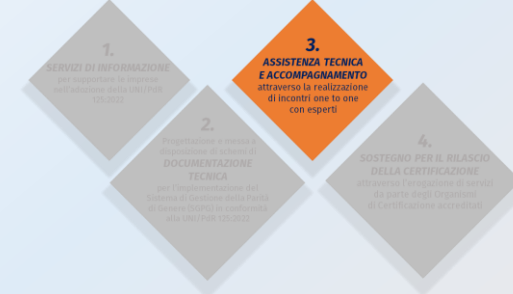 1.
SERVIZI DI INFORMAZIONE
per supportare le imprese
nell'adozione della UNI/PdR
125:2022
2.
Progettazione e messa a
disposizione di schemi di
DOCUMENTAZIONE
TECNICA
per l'implementazione del
Sistema di Gestione della Parità
di Genere (SGPG) in conformità
alla UNI/PdR 125:2022
3.
ASSISTENZA TECNICA
E ACCOMPAGNAMENTO
attraverso la realizzazione
di incontri one to one
con esperti
4.
SOSTEGNO PER IL RILASCIO
DELLA CERTIFICAZIONE
attraverso l'erogazione di servizi
da parte degli Organismi
di Certificazione accreditati